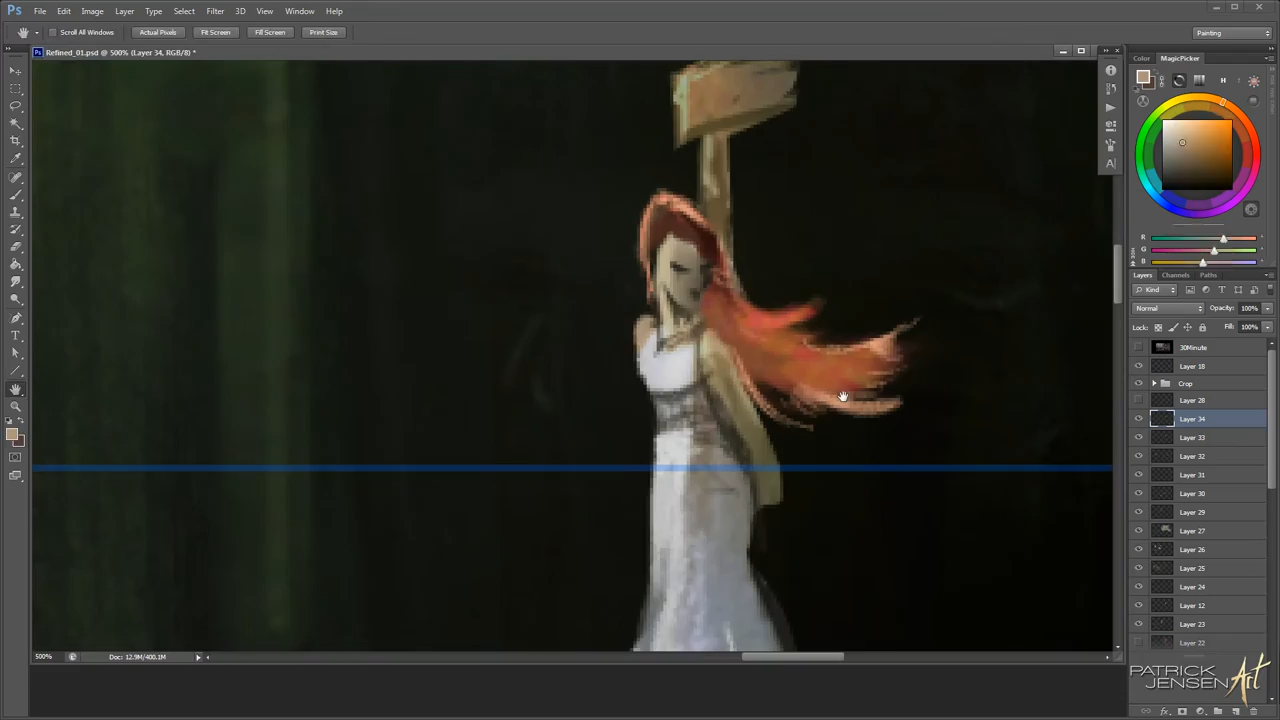 Ps File Edit Image Layer Type Select Filter 3D View Window Help
Scroll All Windows Actual Pixels Fit Screen Fill Screen Print Size Painting
Refined_01.psd @ 500% (Layer 34, RGB/8) *
Color MagicPicker
H
R
G
B
Layers Channels Paths
Kind
Normal Opacity: 100%
Lock: Fill: 100%
30Minute
Layer 18
Crop
Layer 28
Layer 34
Layer 33
Layer 32
Layer 31
Layer 30
Layer 29
Layer 27
Layer 26
Layer 25
Layer 24
Layer 12
Layer 23
Layer 22
500% Doc: 12.9M/400.1M
PATRICK
JENSEN Art